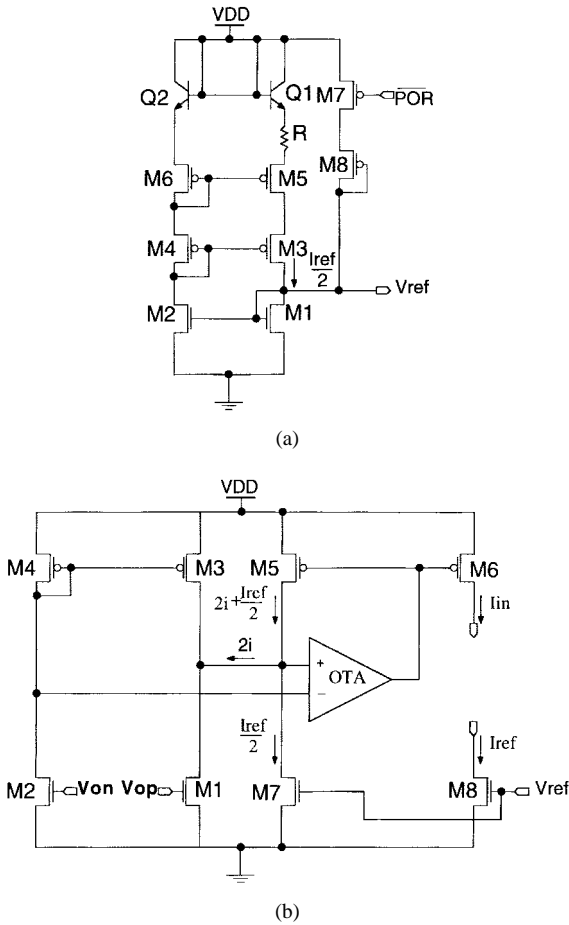 VDD
Q2
Q1
M7
POR
R
M8
M6
M5
M4
M3
Iref
2
Vref
M2
M1
(a)
VDD
M4
M3
M5
M6
2i+Iref
2
Iin
2i
+
OTA
−
Iref
2
Iref
M2
Von Vop
M1
M7
M8
Vref
(b)